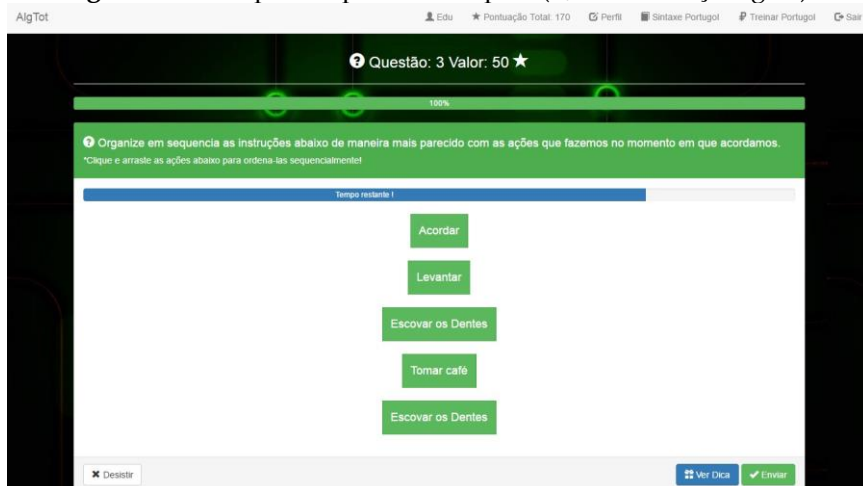 AlgTot Edu Pontuação Total: 170 Perfil Sintaxe Portugol Treinar Portugol Sair
Questão: 3 Valor: 50
100%
Organize em sequencia as instruções abaixo de maneira mais parecido com as ações que fazemos no momento em que acordamos.
*Clique e arraste as ações abaixo para ordena-las sequencialmente!
Tempo restante !
Acordar
Levantar
Escovar os Dentes
Tomar café
Escovar os Dentes
Desistir Ver Dica Enviar